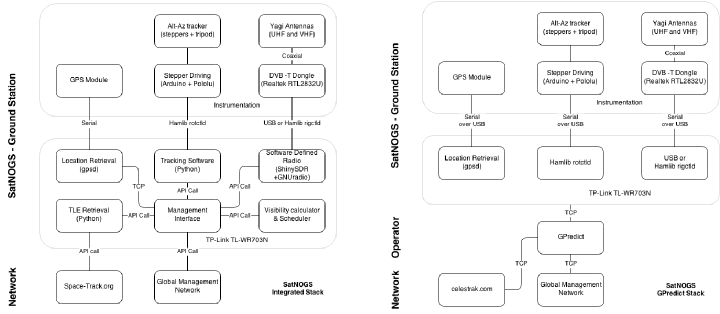 SatNOGS - Ground Station
Alt-Az tracker
(steppers + tripod)
Yagi Antennas
(UHF and VHF)
Coaxial
GPS Module
Stepper Driving
(Arduino + Pololu)
DVB -T Dongle
(Realtek RTL2832U)
Instrumentation
Serial
Hamlib rotctld
USB or Hamlib rigctld
Location Retrieval
(gpsd)
Tracking Software
(Python)
Software Defined
Radio
(ShinySDR
+GNUradio)
TCP
API Call
API Call
TLE Retrieval
(Python)
API Call
Management
Interface
API Call
Visibility calculator
& Scheduler
TP-Link TL-WR703N
API call
API Call
Network
Space-Track.org
Global Management
Network
SatNOGS
Integrated Stack
SatNOGS - Ground Station
Alt-Az tracker
(steppers + tripod)
Yagi Antennas
(UHF and VHF)
Coaxial
GPS Module
Stepper Driving
(Arduino + Pololu)
DVB -T Dongle
(Realtek RTL2832U)
Instrumentation
Serial
over USB
Serial
over USB
Serial
over USB
Location Retrieval
(gpsd)
Hamlib rotctld
USB or
Hamlib rigctld
TP-Link TL-WR703N
TCP
Operator
GPredict
TCP
TCP
Network
celestrak.com
Global Management
Network
SatNOGS
GPredict Stack